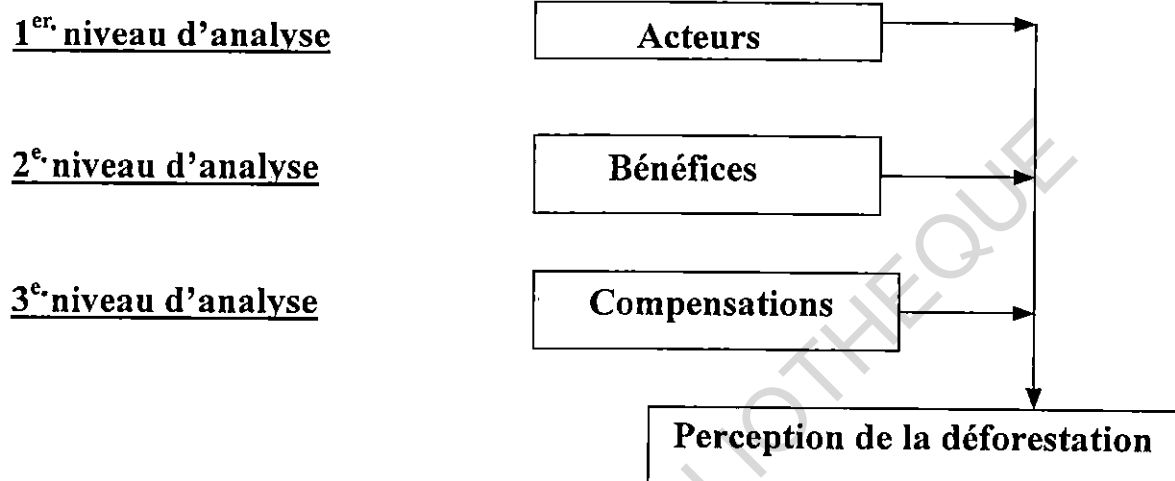 1er. niveau d'analyse
Acteurs
2e. niveau d'analyse
Bénéfices
3e. niveau d'analyse
Compensations
Perception de la déforestation